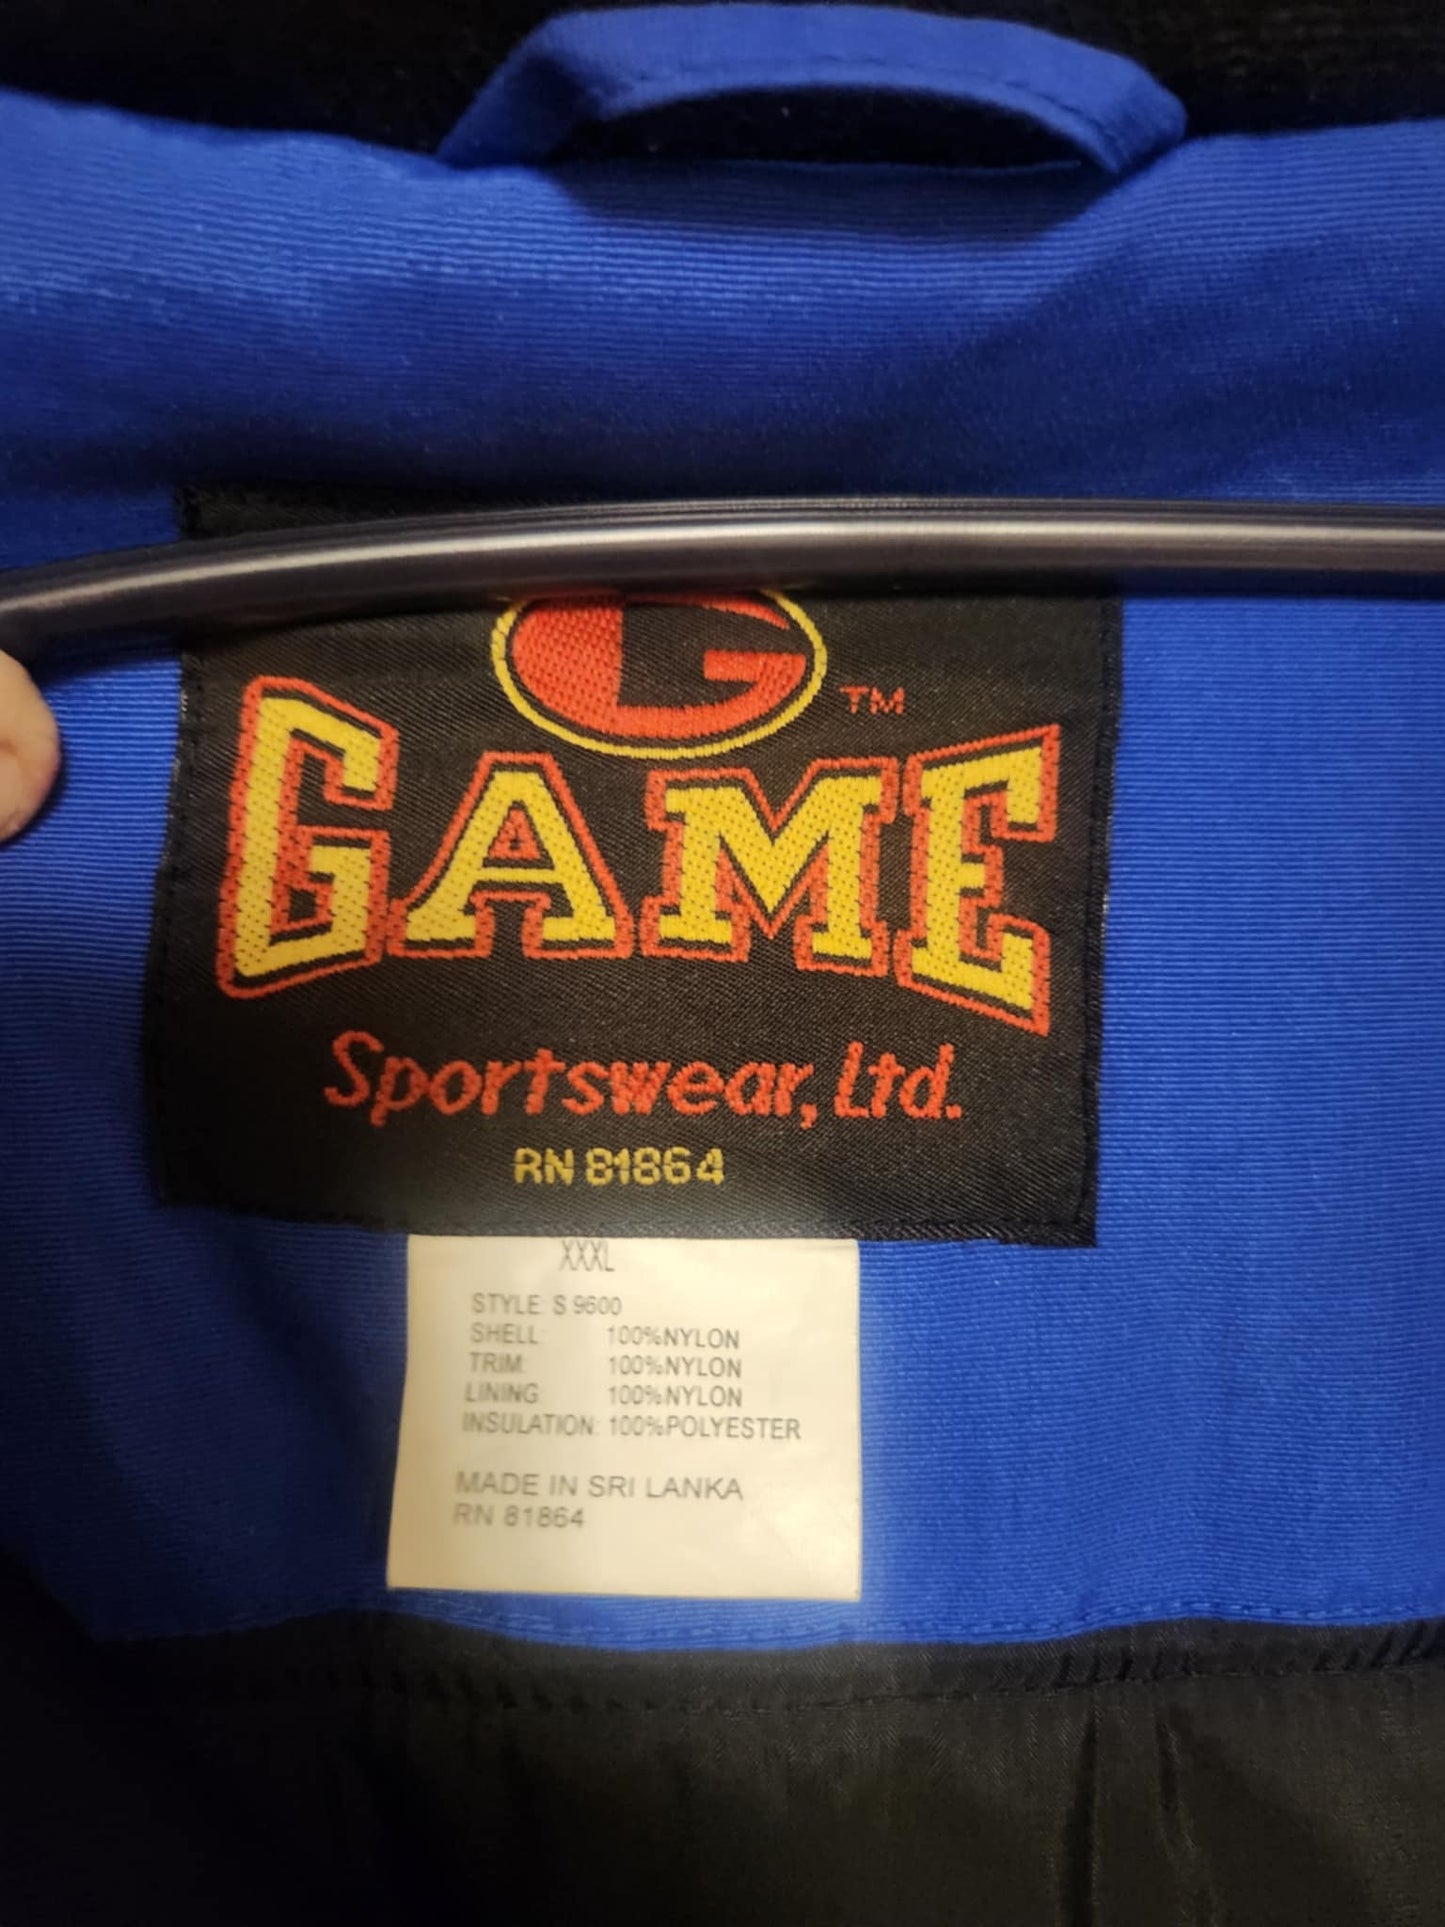 G
TM
GAME
Sportswear, Ltd.
RN 81864
XXXL
STYLE: S 9600
SHELL: 100%NYLON
TRIM: 100%NYLON
LINING 100%NYLON
INSULATION: 100%POLYESTER
MADE IN SRI LANKA
RN 81864